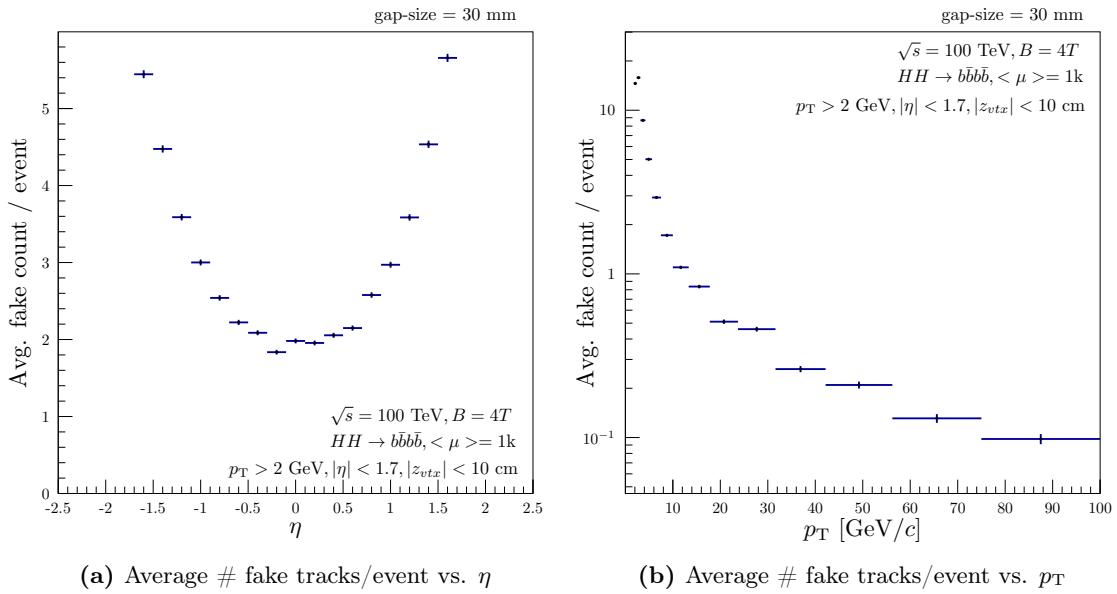 gap-size = 30 mm
Avg. fake count / event
5
4
3
2
1
0
√s = 100 TeV, B = 4T
HH → bb̄bb̄, < μ >= 1k
pT > 2 GeV, |η| < 1.7, |zvtx| < 10 cm
-2.5 -2 -1.5 -1 -0.5 0 0.5 1 1.5 2 2.5
η
(a) Average # fake tracks/event vs. η
gap-size = 30 mm
√s = 100 TeV, B = 4T
HH → bb̄bb̄, < μ >= 1k
pT > 2 GeV, |η| < 1.7, |zvtx| < 10 cm
Avg. fake count / event
10
1
10⁻¹
10 20 30 40 50 60 70 80 90 100
pT [GeV/c]
(b) Average # fake tracks/event vs. pT